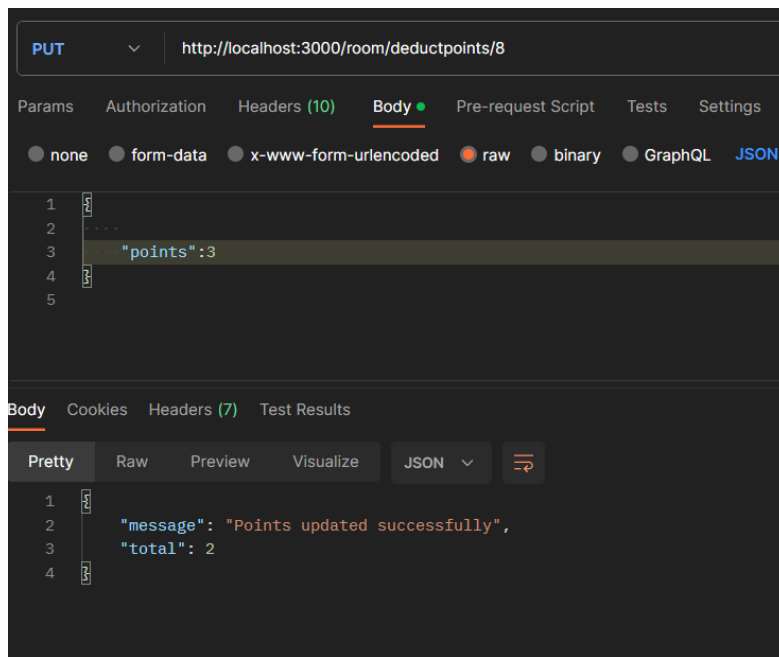 PUT http://localhost:3000/room/deductpoints/8
Params Authorization Headers (10) Body Pre-request Script Tests Settings
none form-data x-www-form-urlencoded raw binary GraphQL JSON
1 {
2 ····
3 ····"points":3
4 }
5
Body Cookies Headers (7) Test Results
Pretty Raw Preview Visualize JSON
1 {
2 "message": "Points updated successfully",
3 "total": 2
4 }